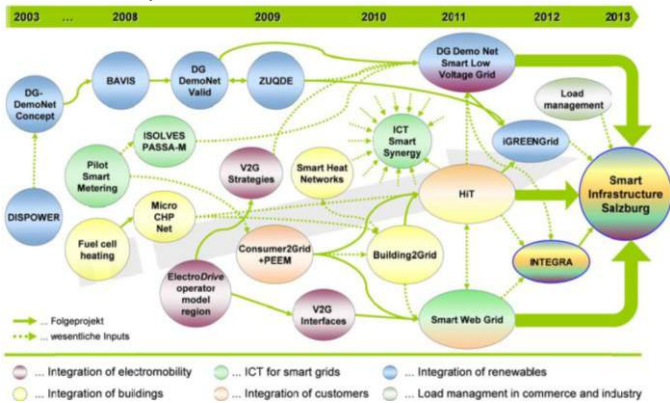 2003 ... 2008 2009 2010 2011 2012 2013
DG-
DemoNet
Concept
BAVIS
DG
DemoNet
Valid
ZUQDE
DG Demo Net
Smart Low
Voltage Grid
Load
management
ISOLVES
PASSA-M
Pilot
Smart
Metering
V2G
Strategies
Smart Heat
Networks
ICT
Smart
Synergy
iGREENGrid
DISPOWER
Micro
CHP
Net
Fuel cell
heating
HiT
Smart
Infrastructure
Salzburg
Consumer2Grid
+PEEM
Building2Grid
INTEGRA
ElectroDrive
operator
model
region
V2G
Interfaces
Smart Web Grid
... Folgeprojekt
... wesentliche Inputs
... Integration of electromobility ... ICT for smart grids ... Integration of renewables
... Integration of buildings ... Integration of customers ... Load managment in commerce and industry